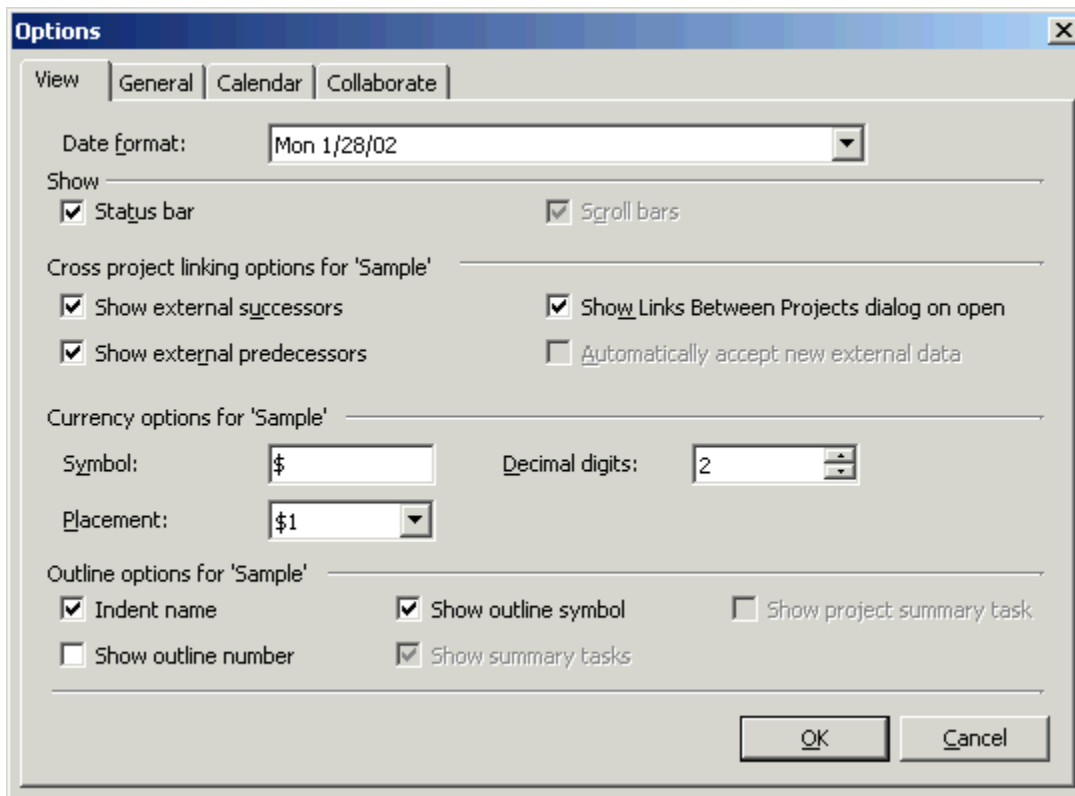 Options
View General Calendar Collaborate
Date format: Mon 1/28/02
Show
Status bar Scroll bars
Cross project linking options for 'Sample'
Show external successors Show Links Between Projects dialog on open
Show external predecessors Automatically accept new external data
Currency options for 'Sample'
Symbol: $ Decimal digits: 2
Placement: $1
Outline options for 'Sample'
Indent name Show outline symbol Show project summary task
Show outline number Show summary tasks
OK Cancel